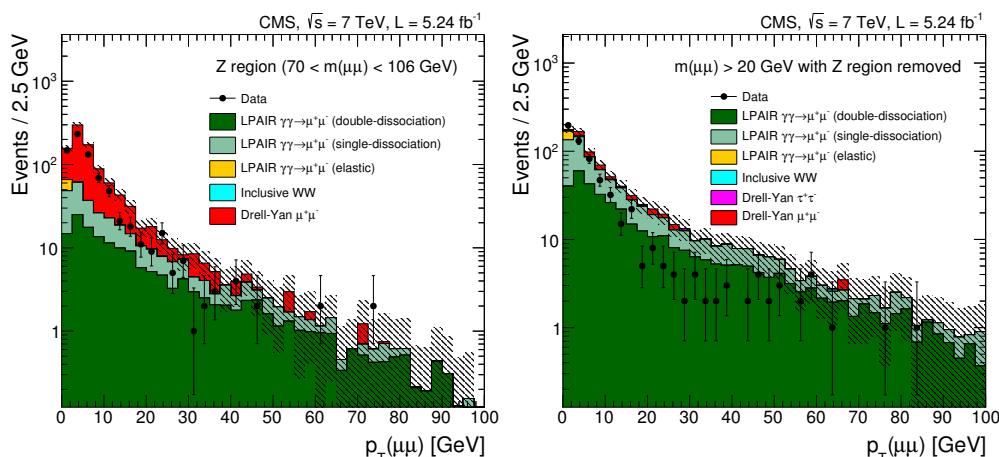 CMS, √s = 7 TeV, L = 5.24 fb⁻¹
Events / 2.5 GeV
10³
10²
10
1
Z region (70 < m(μμ) < 106 GeV)
Data
LPAIR γγ→μ⁺μ⁻ (double-dissociation)
LPAIR γγ→μ⁺μ⁻ (single-dissociation)
LPAIR γγ→μ⁺μ⁻ (elastic)
Inclusive WW
Drell-Yan μ⁺μ⁻
0 10 20 30 40 50 60 70 80 90 100
p_T(μμ) [GeV]
CMS, √s = 7 TeV, L = 5.24 fb⁻¹
Events / 2.5 GeV
10³
10²
10
1
m(μμ) > 20 GeV with Z region removed
Data
LPAIR γγ→μ⁺μ⁻ (double-dissociation)
LPAIR γγ→μ⁺μ⁻ (single-dissociation)
LPAIR γγ→μ⁺μ⁻ (elastic)
Inclusive WW
Drell-Yan τ⁺τ⁻
Drell-Yan μ⁺μ⁻
0 10 20 30 40 50 60 70 80 90 100
p_T(μμ) [GeV]